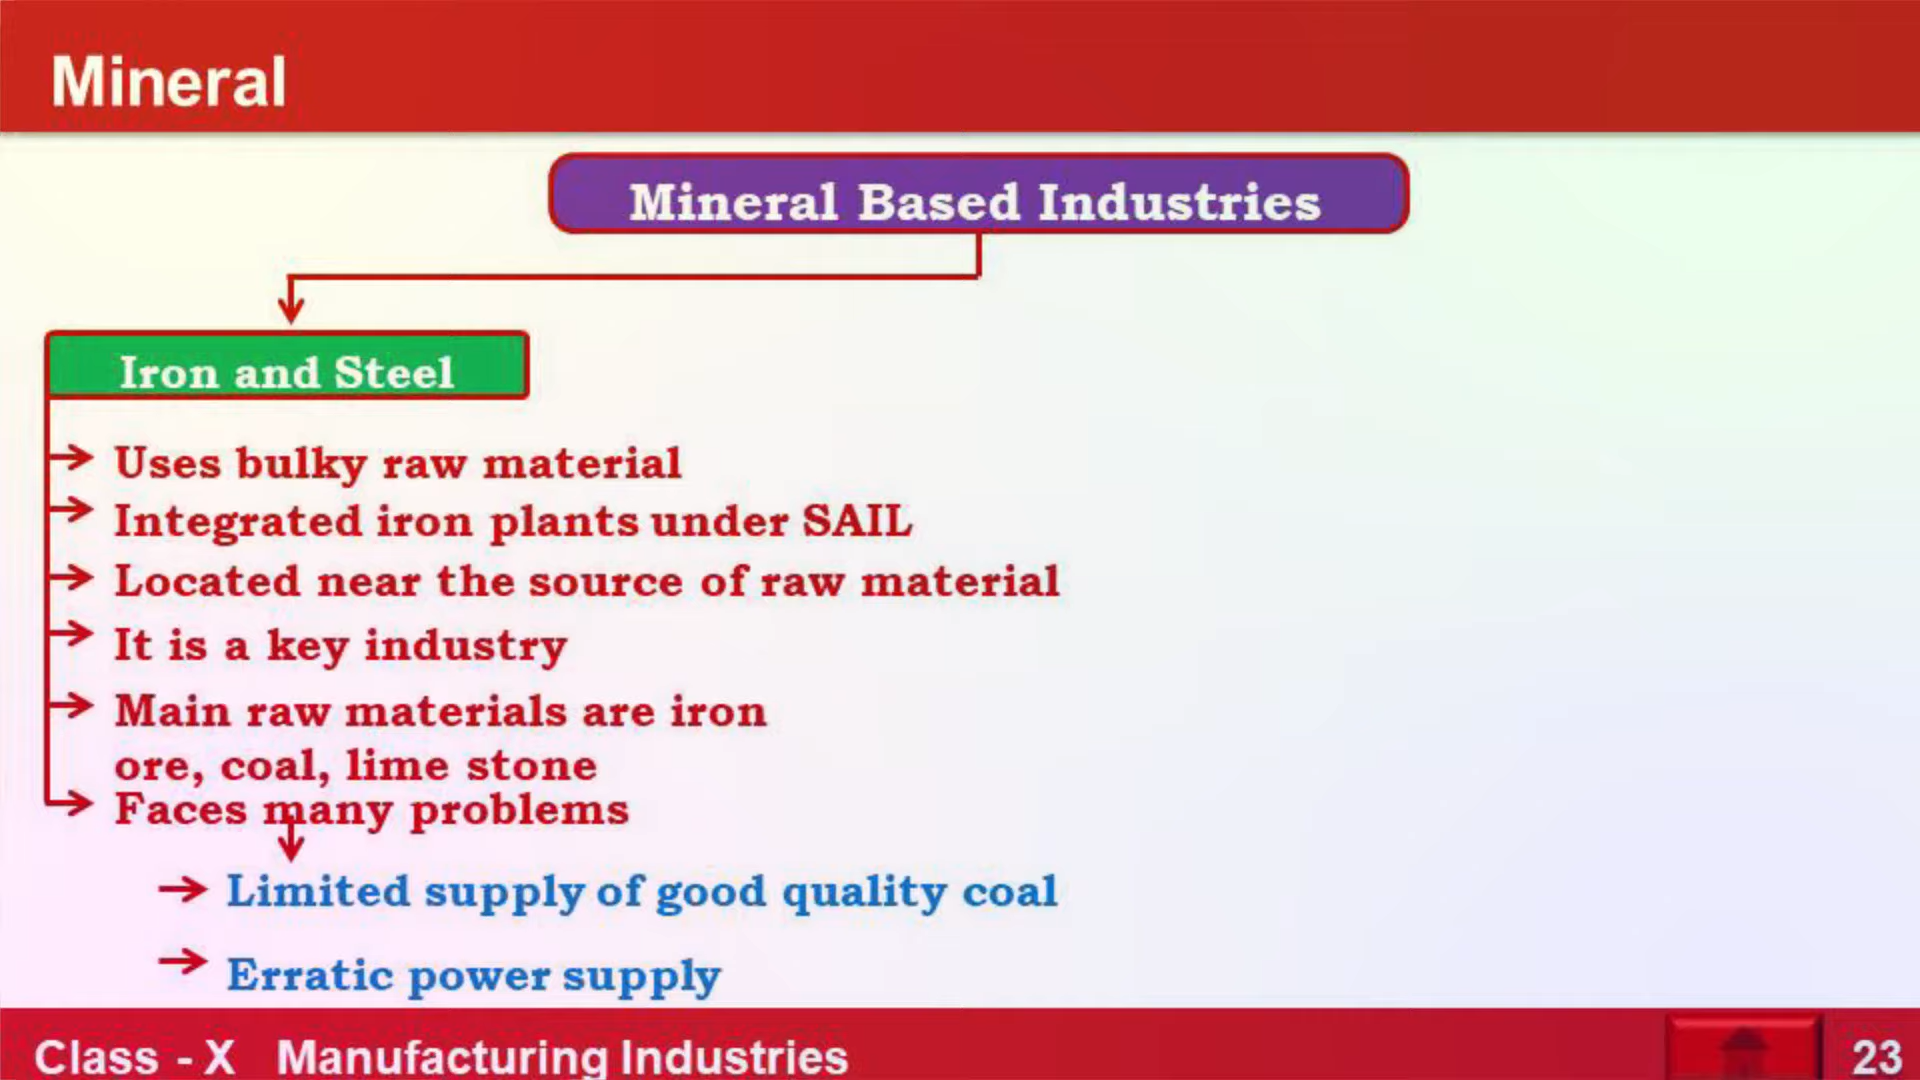 Mineral
Mineral Based Industries
Iron and Steel
Uses bulky raw material
Integrated iron plants under SAIL
Located near the source of raw material
It is a key industry
Main raw materials are iron
ore, coal, lime stone
Faces many problems
Limited supply of good quality coal
Erratic power supply
Class - X Manufacturing Industries
23